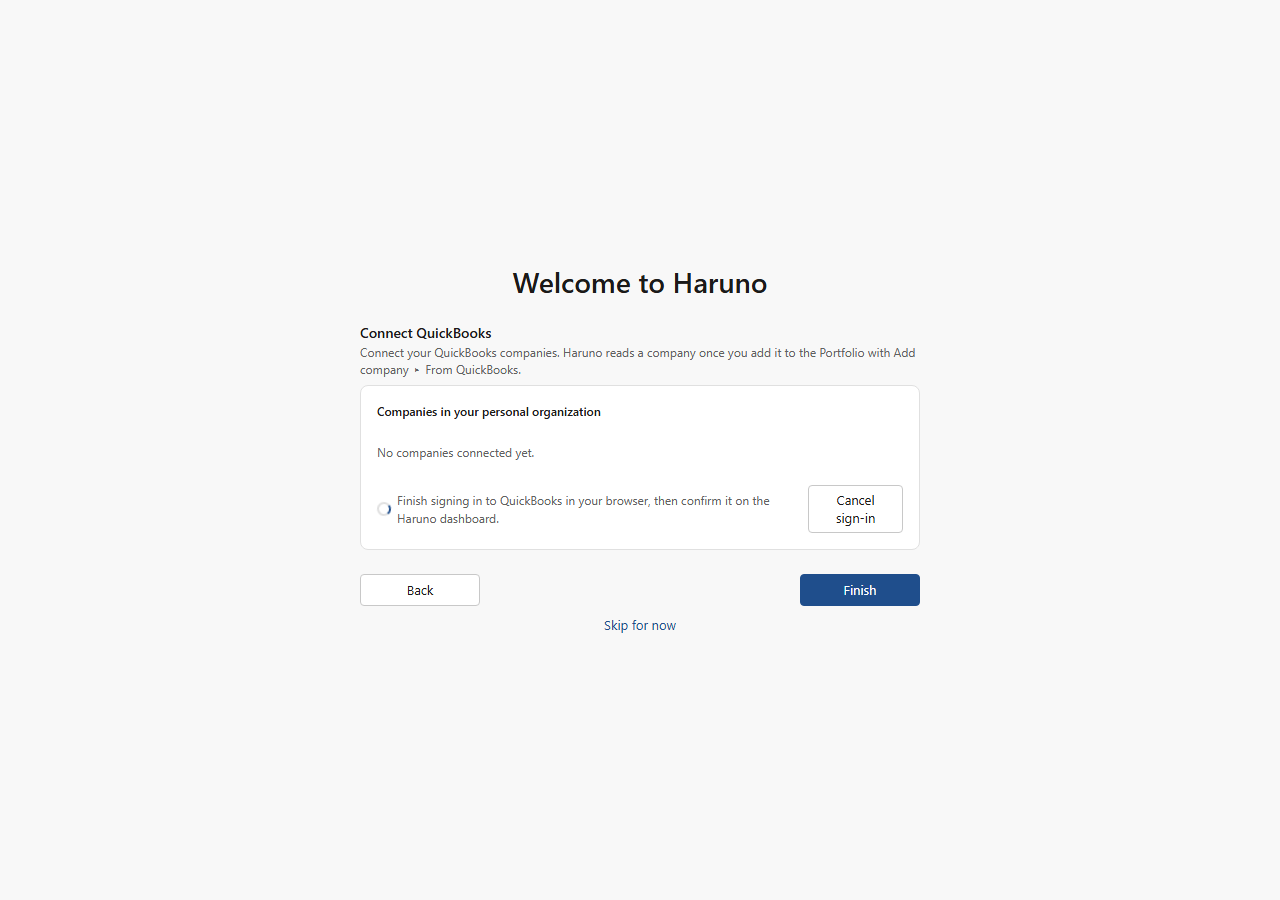 Welcome to Haruno
Connect QuickBooks
Connect your QuickBooks companies. Haruno reads a company once you add it to the Portfolio with Add
company ▸ From QuickBooks.
Companies in your personal organization
No companies connected yet.
Finish signing in to QuickBooks in your browser, then confirm it on the
Haruno dashboard.
Cancel
sign-in
Back
Finish
Skip for now